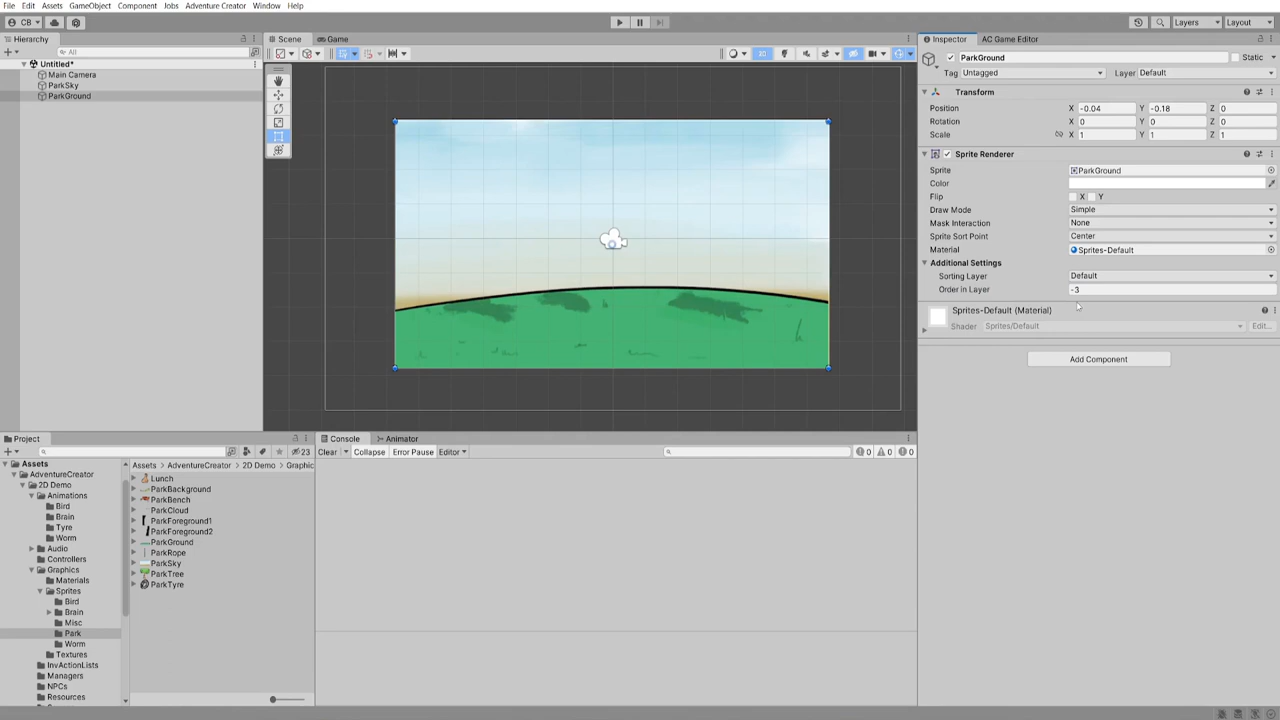 File Edit Assets GameObject Component Jobs Adventure Creator Window Help
CB Layers Layout
Hierarchy
All
Untitled*
Main Camera
ParkSky
ParkGround
Scene Game
2D
Inspector AC Game Editor
ParkGround Static
Tag Untagged Layer Default
Transform
Position X -0.04 Y -0.18 Z 0
Rotation X 0 Y 0 Z 0
Scale X 1 Y 1 Z 1
Sprite Renderer
Sprite ParkGround
Color
Flip X Y
Draw Mode Simple
Mask Interaction None
Sprite Sort Point Center
Material Sprites-Default
Additional Settings
Sorting Layer Default
Order in Layer -3
Sprites-Default (Material)
Shader Sprites/Default Edit...
Add Component
Project
23
Assets
AdventureCreator
2D Demo
Animations
Bird
Brain
Tyre
Worm
Audio
Controllers
Graphics
Materials
Sprites
Bird
Brain
Misc
Park
Worm
Textures
InvActionLists
Managers
NPCs
Resources
Assets AdventureCreator 2D Demo Graphic
Lunch
ParkBackground
ParkBench
ParkCloud
ParkForeground1
ParkForeground2
ParkGround
ParkRope
ParkSky
ParkTree
ParkTyre
Console Animator
Clear Collapse Error Pause Editor 0 0 0